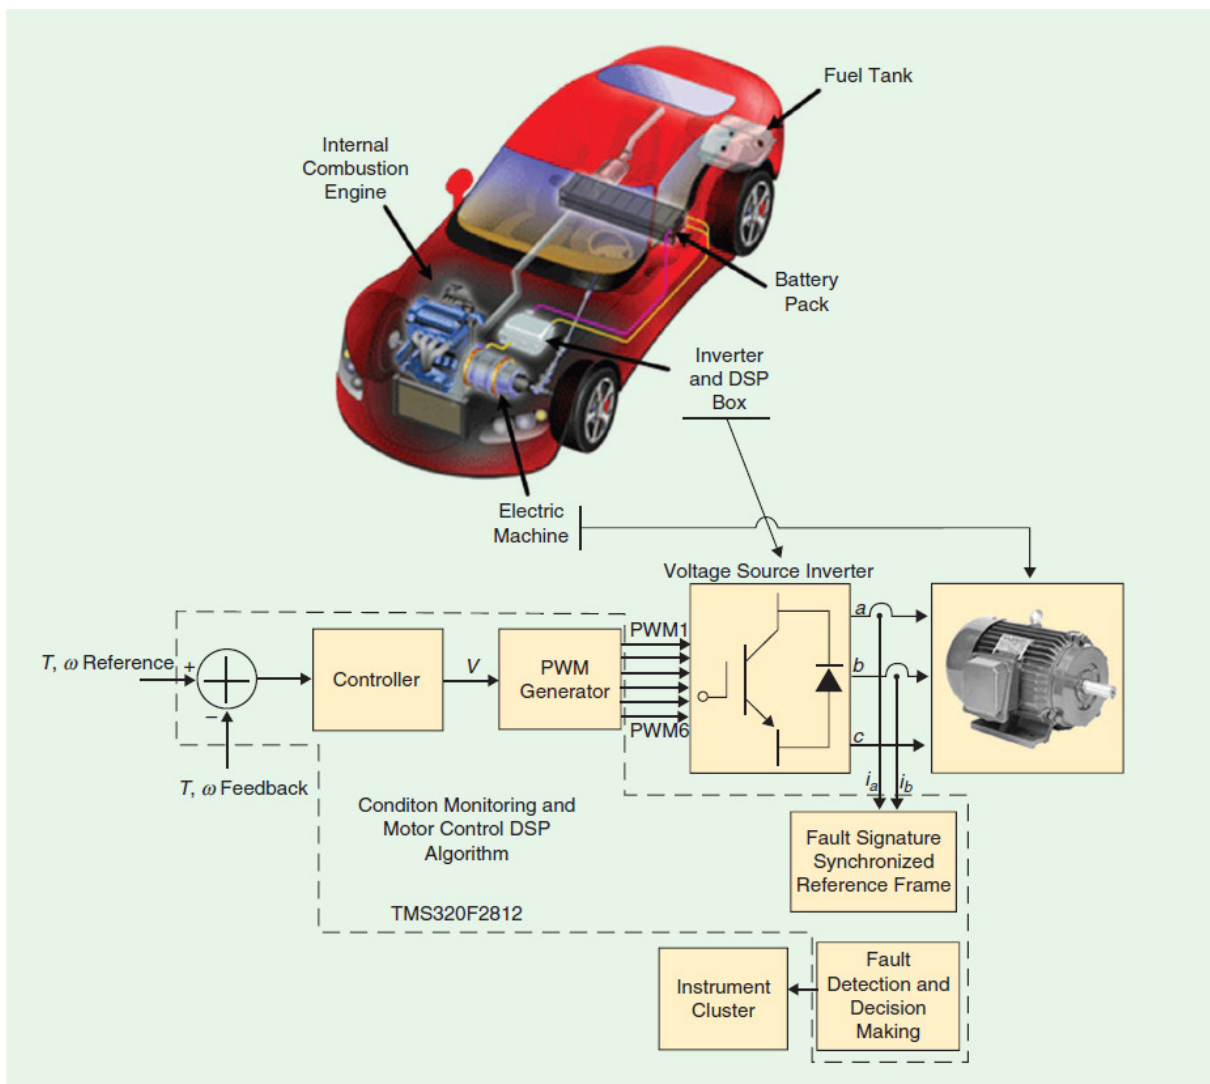 Fuel Tank
Internal
Combustion
Engine
Battery
Pack
Inverter
and DSP
Box
Electric
Machine
Voltage Source Inverter
T, ω Reference
+
−
T, ω Feedback
Controller
V
PWM
Generator
PWM1
PWM6
a
b
c
i_a
i_b
Conditon Monitoring and
Motor Control DSP
Algorithm
TMS320F2812
Fault Signature
Synchronized
Reference Frame
Fault
Detection and
Decision
Making
Instrument
Cluster